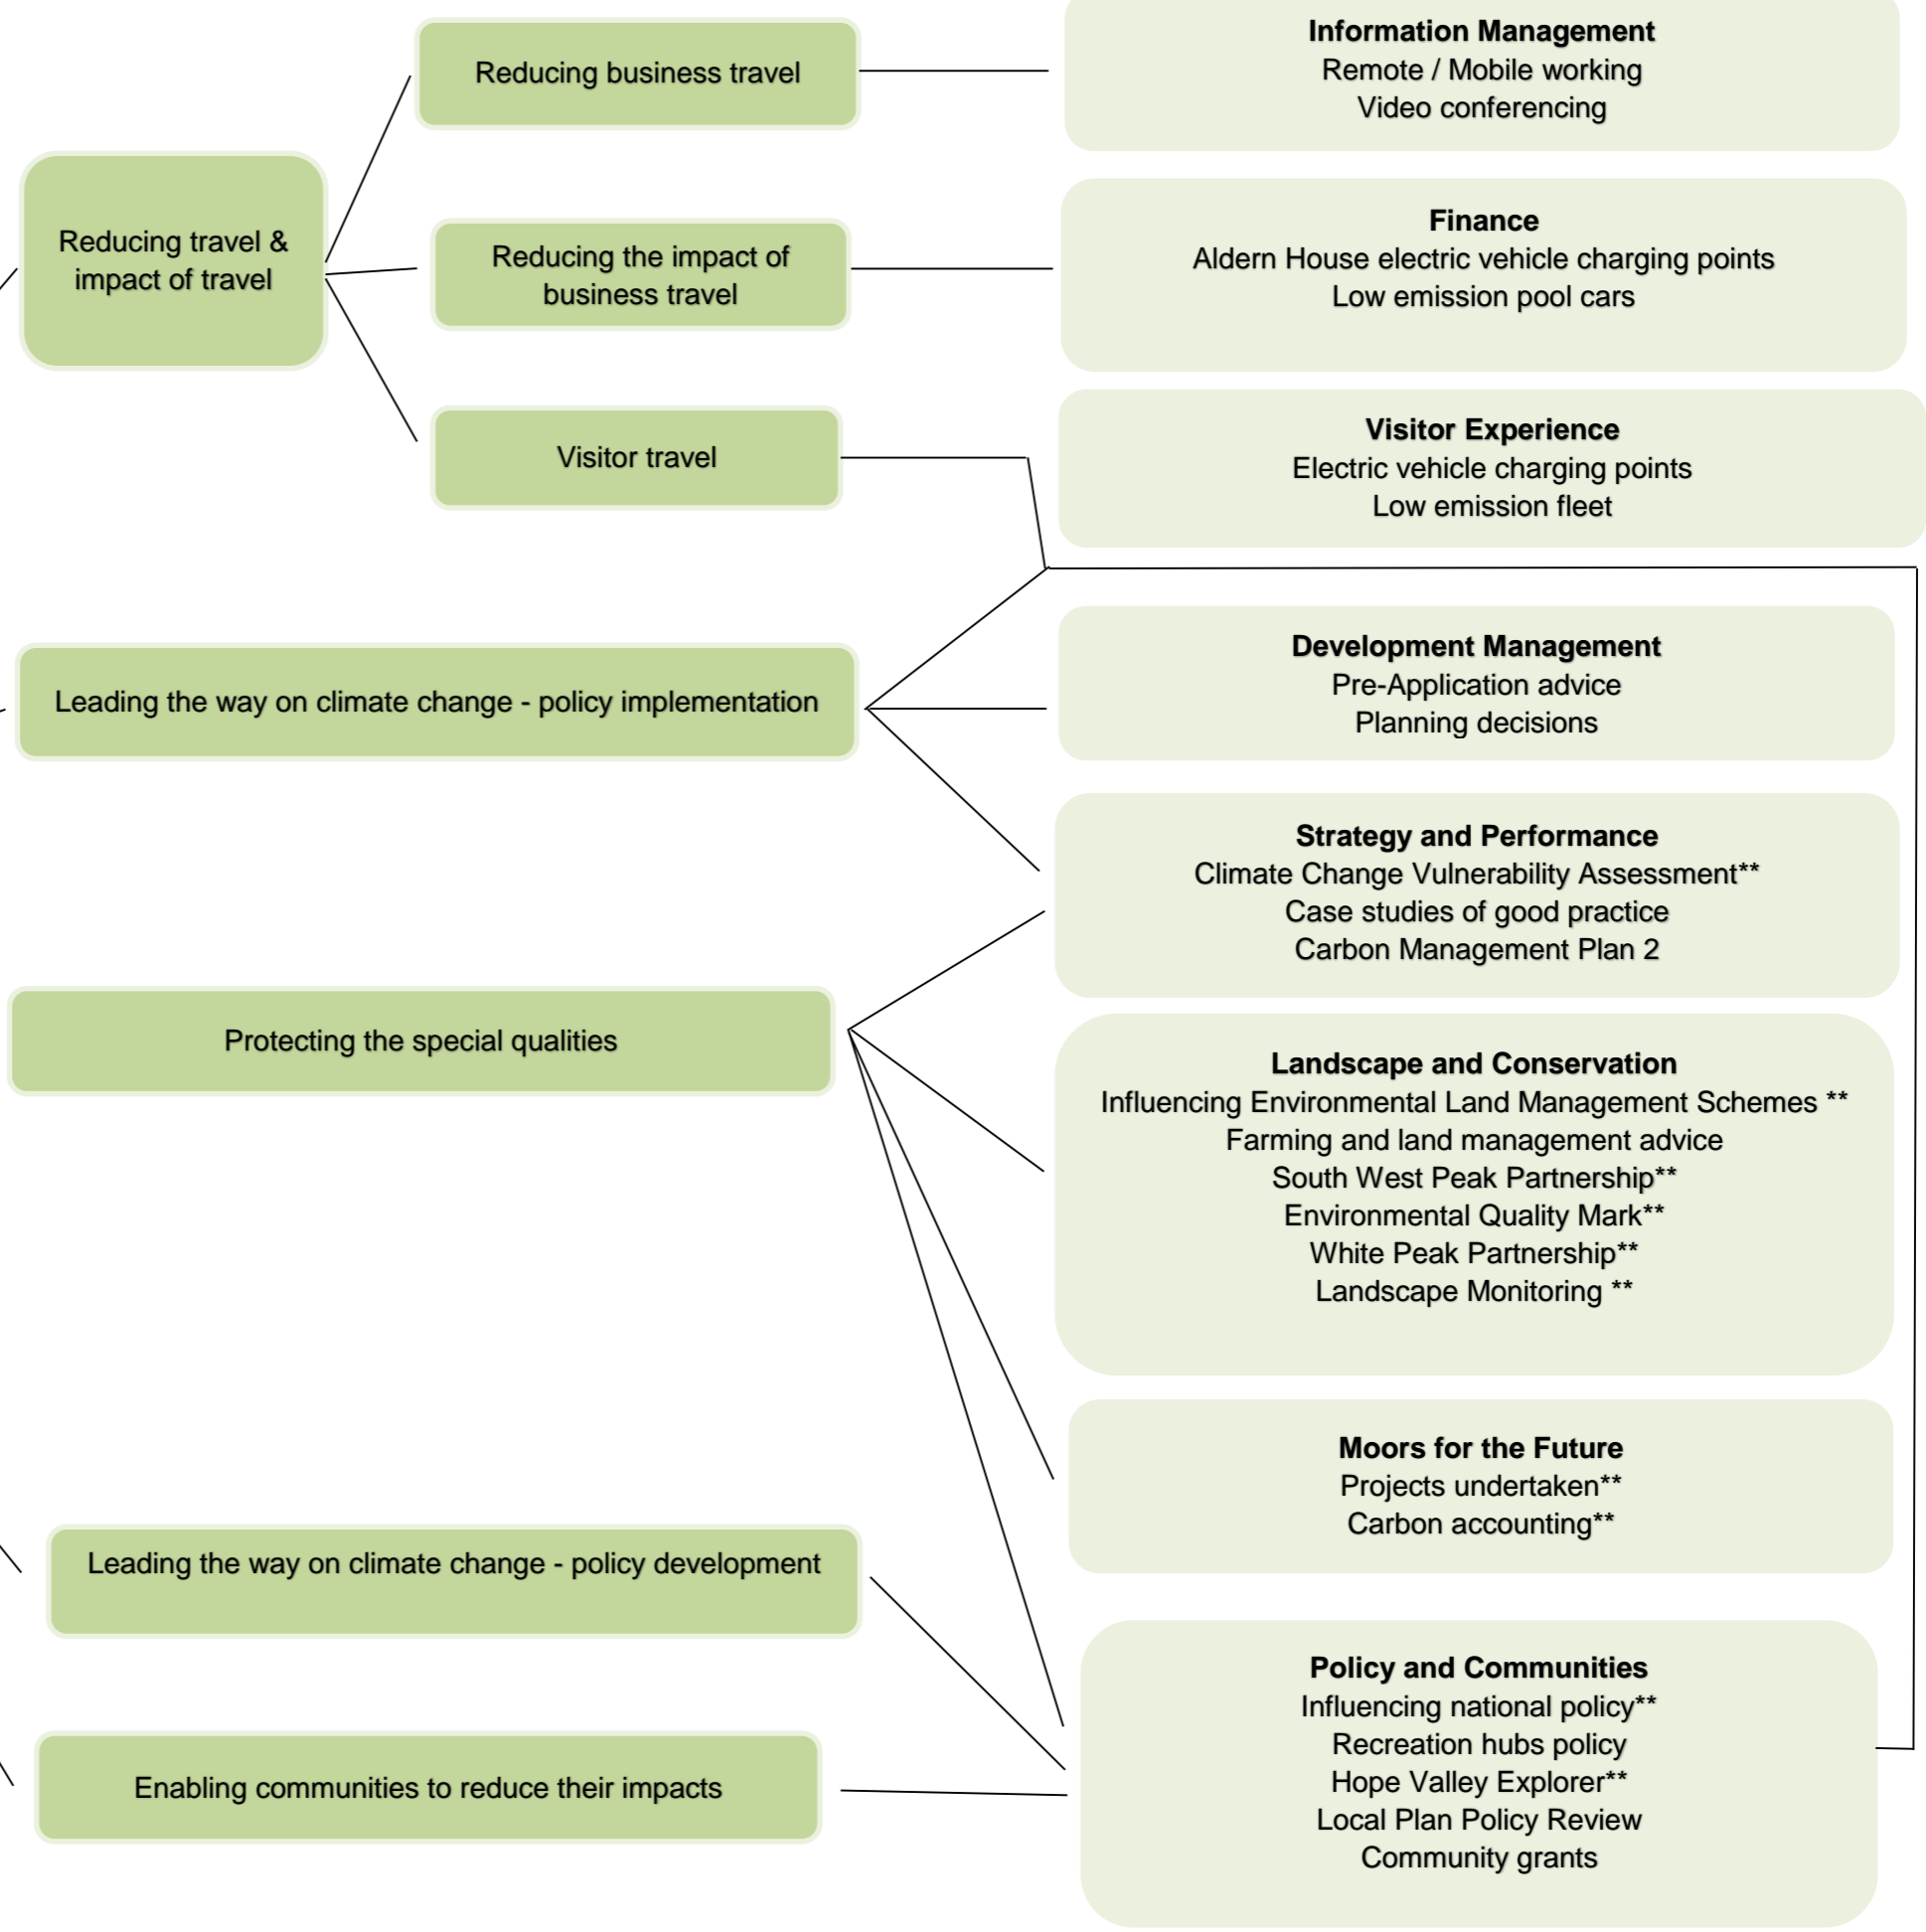 Reducing travel &
impact of travel
Reducing business travel
Reducing the impact of
business travel
Visitor travel
Leading the way on climate change - policy implementation
Protecting the special qualities
Leading the way on climate change - policy development
Enabling communities to reduce their impacts
Information Management
Remote / Mobile working
Video conferencing
Finance
Aldern House electric vehicle charging points
Low emission pool cars
Visitor Experience
Electric vehicle charging points
Low emission fleet
Development Management
Pre-Application advice
Planning decisions
Strategy and Performance
Climate Change Vulnerability Assessment**
Case studies of good practice
Carbon Management Plan 2
Landscape and Conservation
Influencing Environmental Land Management Schemes **
Farming and land management advice
South West Peak Partnership**
Environmental Quality Mark**
White Peak Partnership**
Landscape Monitoring **
Moors for the Future
Projects undertaken**
Carbon accounting**
Policy and Communities
Influencing national policy**
Recreation hubs policy
Hope Valley Explorer**
Local Plan Policy Review
Community grants